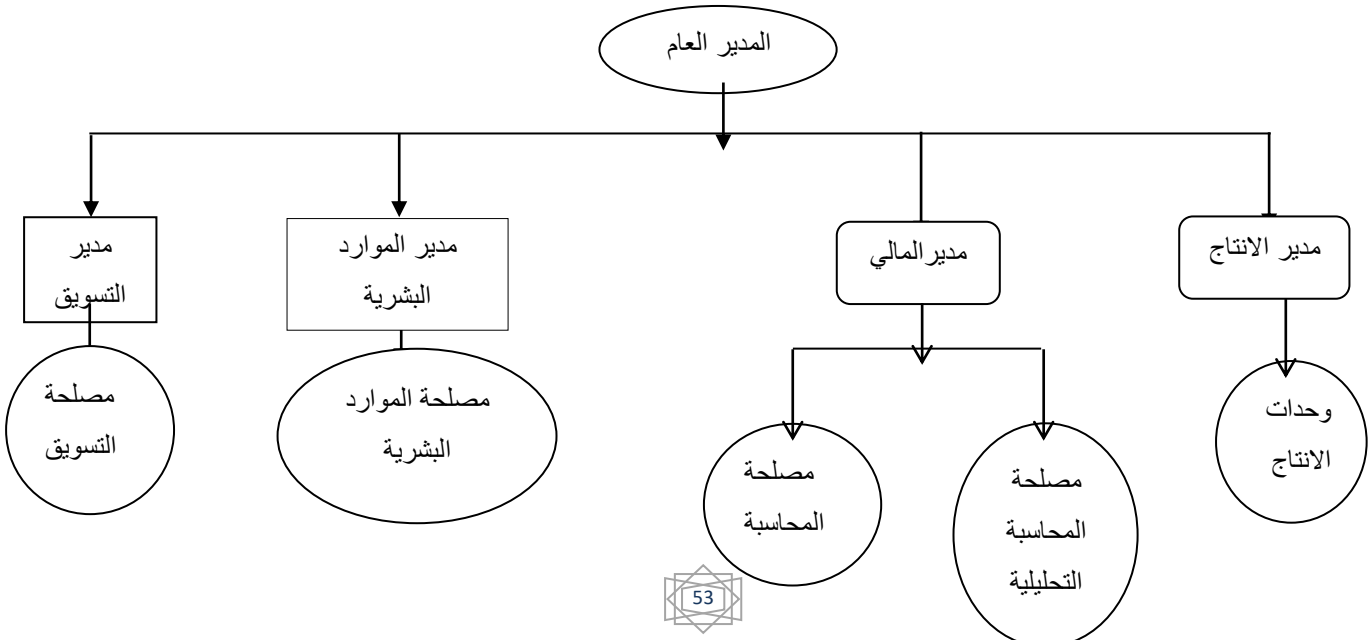 المدير العام
مدير الانتاج
مديرالمالي
مدير الموارد
البشرية
مدير
التسويق
وحدات
الانتاج
مصلحة
المحاسبة
التحليلية
مصلحة
المحاسبة
مصلحة الموارد
البشرية
مصلحة
التسويق
53